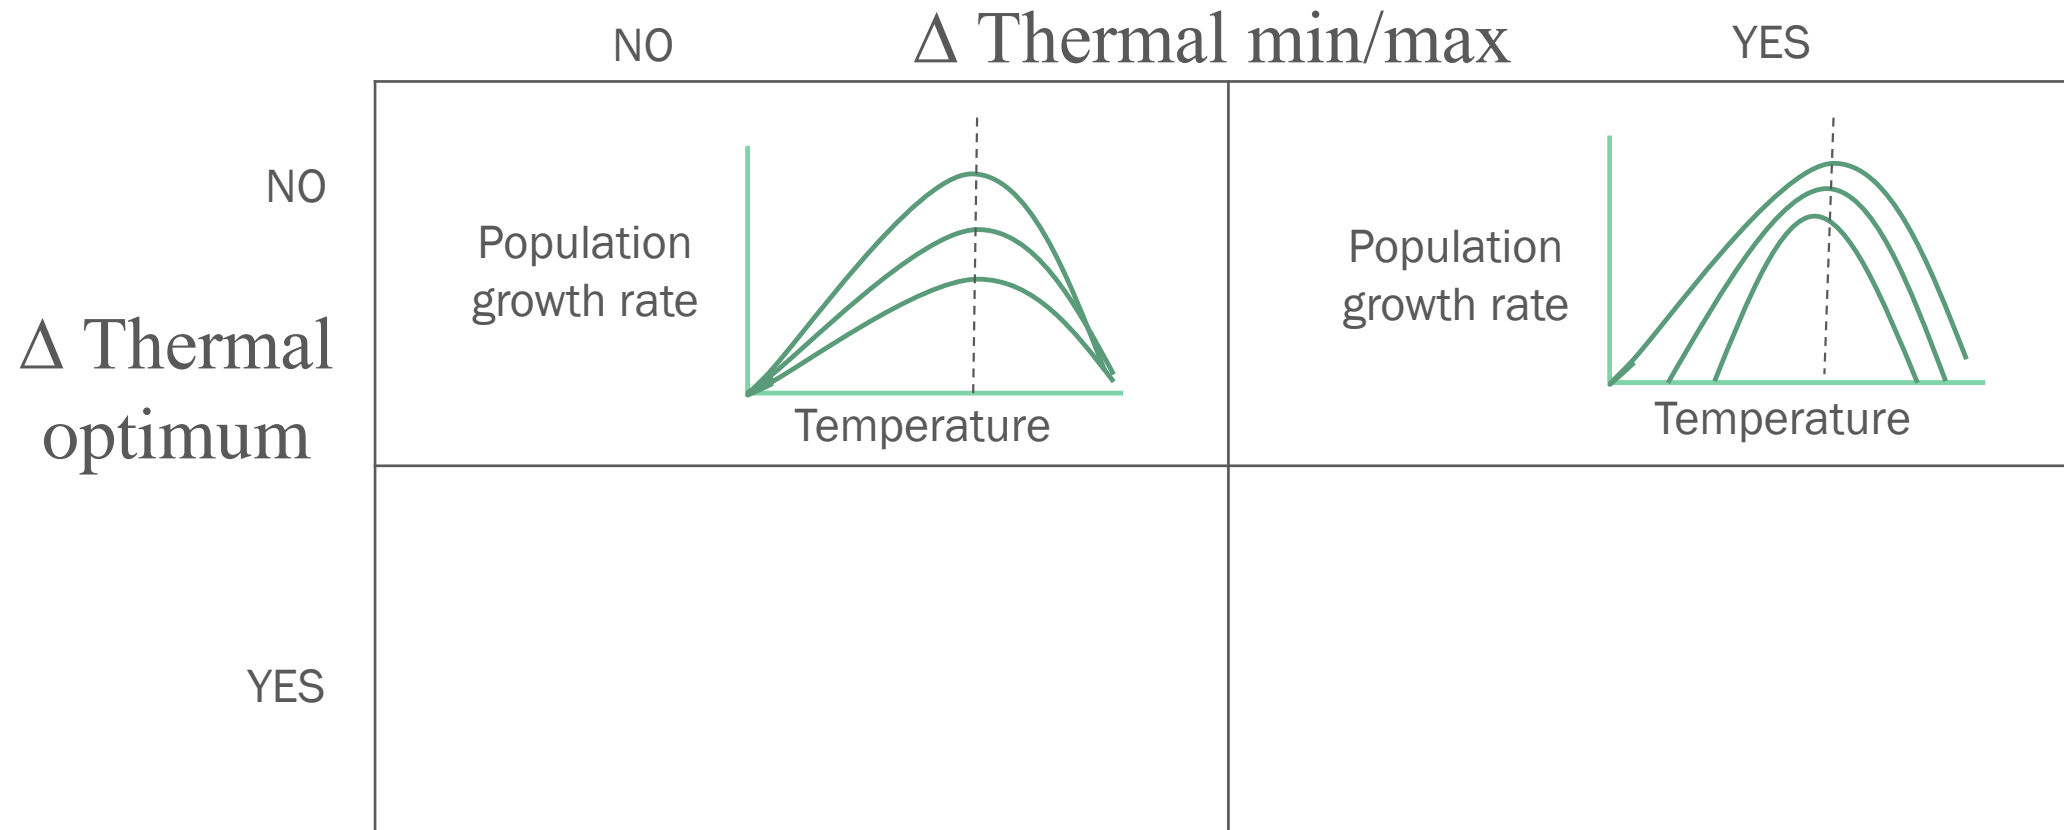 NO
Δ Thermal min/max
YES
NO
Population
growth rate
Temperature
Population
growth rate
Temperature
Δ Thermal
optimum
YES